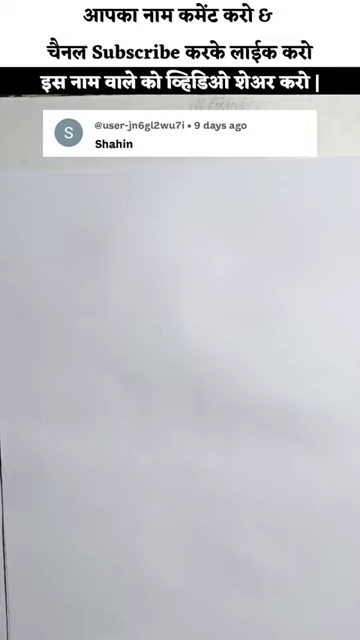 आपका नाम कमेंट करो &
चैनल Subscribe करके लाईक करो
इस नाम वाले को व्हिडिओ शेअर करो |
S
@user-jn6gl2wu7i • 9 days ago
Shahin